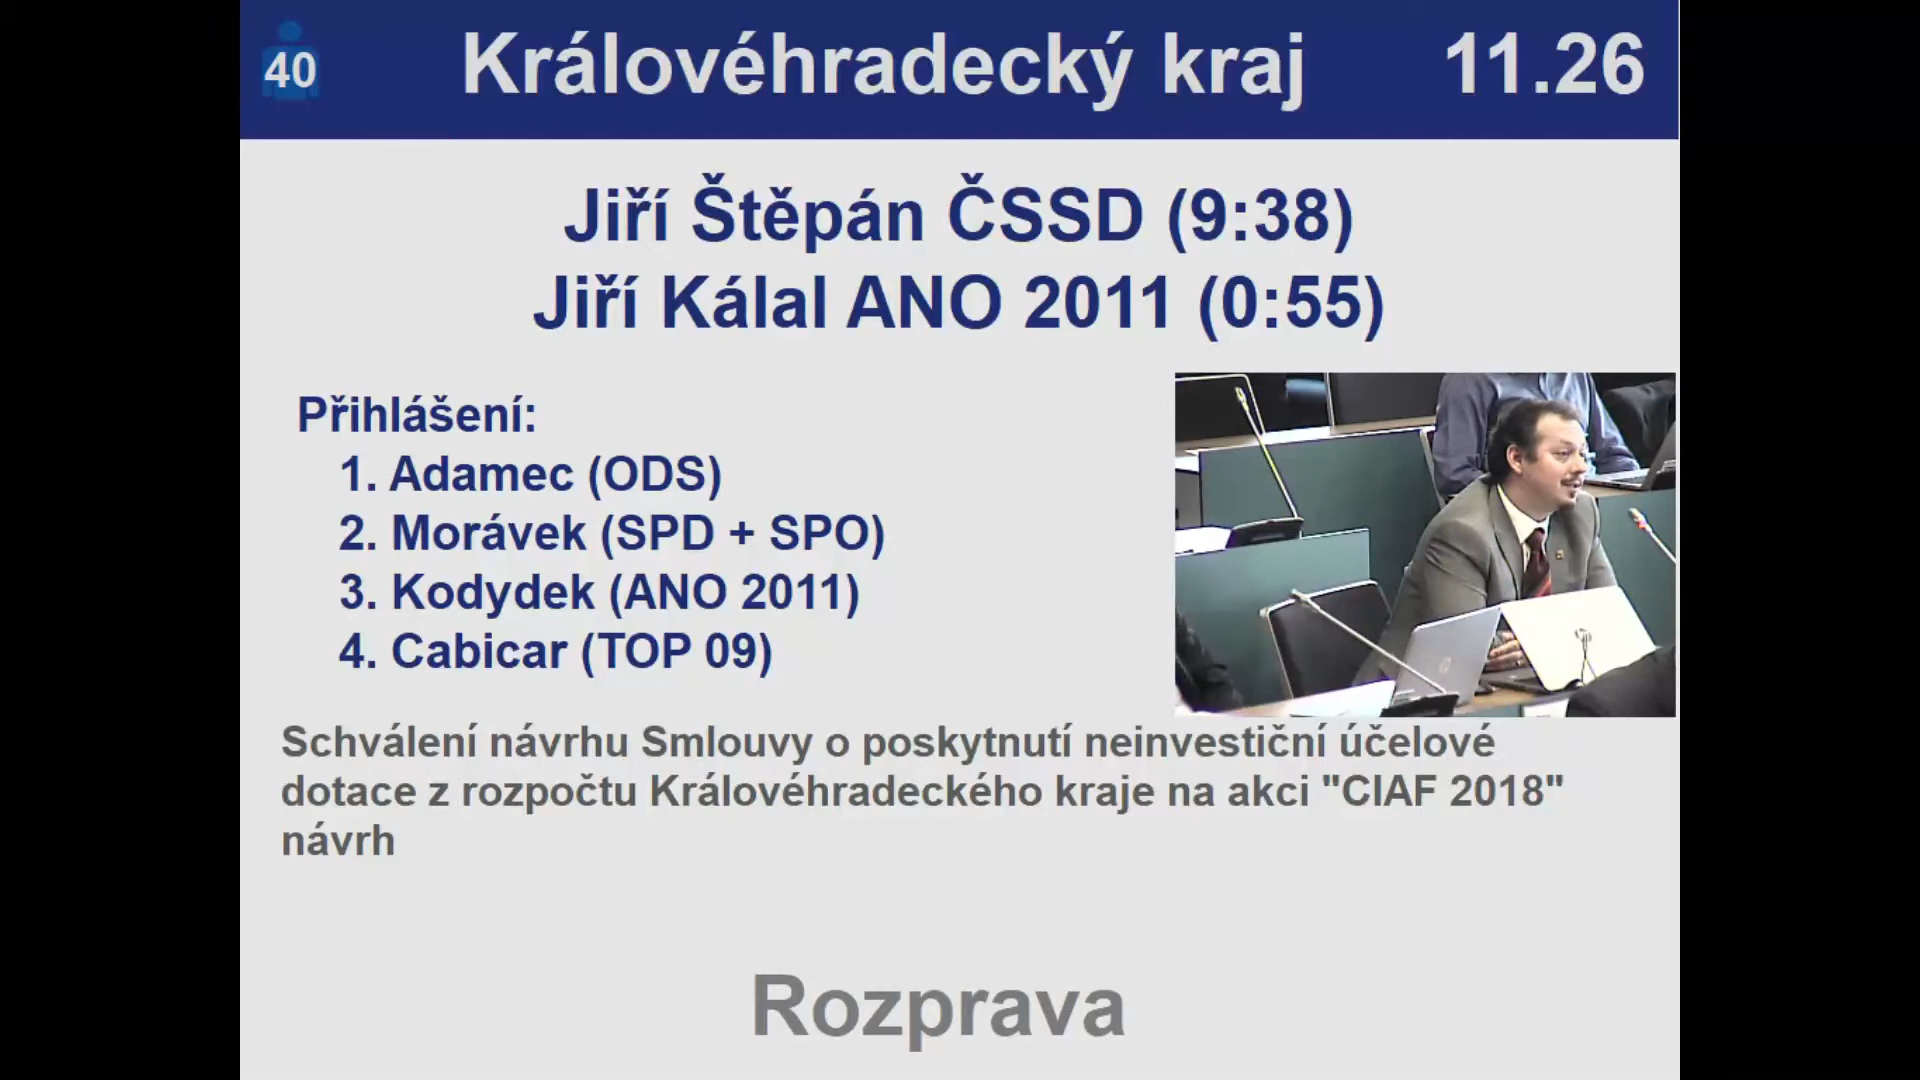 40
Královéhradecký kraj
11.26
Jiří Štěpán ČSSD (9:38)
Jiří Kálal ANO 2011 (0:55)
Přihlášení:
1. Adamec (ODS)
2. Morávek (SPD + SPO)
3. Kodydek (ANO 2011)
4. Cabicar (TOP 09)
Schválení návrhu Smlouvy o poskytnutí neinvestiční účelové
dotace z rozpočtu Královéhradeckého kraje na akci "CIAF 2018"
návrh
Rozprava